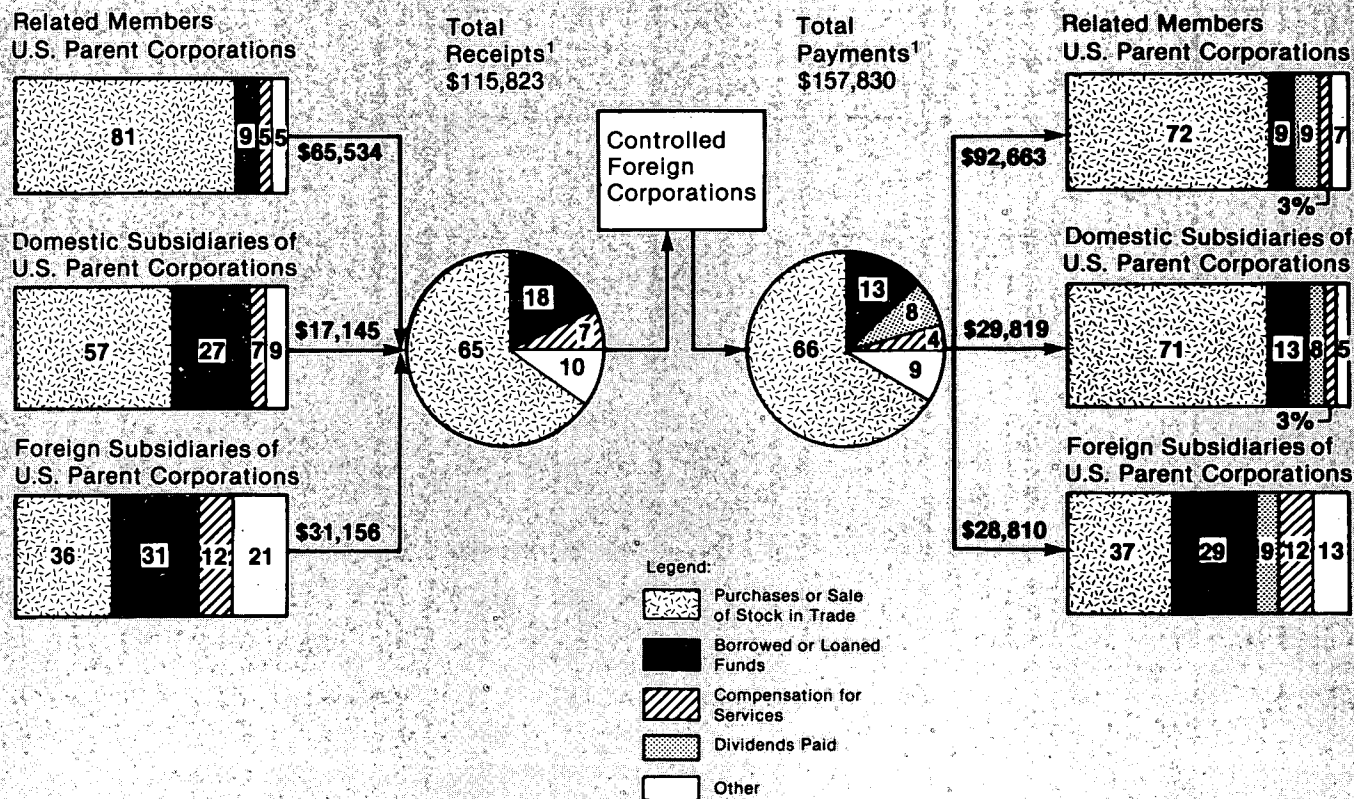 Related Members
U.S. Parent Corporations
81
9
5
5
$65,534
Domestic Subsidiaries of
U.S. Parent Corporations
57
27
7
9
$17,145
Foreign Subsidiaries of
U.S. Parent Corporations
36
31
12
21
$31,156
Total
Receipts¹
$115,823
18
7
65
10
Controlled
Foreign
Corporations
Total
Payments¹
$157,830
13
8
4
66
9
Related Members
U.S. Parent Corporations
$92,663
72
9
9
7
3%
Domestic Subsidiaries of
U.S. Parent Corporations
$29,819
71
13
8
5
3%
Foreign Subsidiaries of
U.S. Parent Corporations
$28,810
37
29
9
12
13
Legend:
Purchases or Sale
of Stock in Trade
Borrowed or Loaned
Funds
Compensation for
Services
Dividends Paid
Other